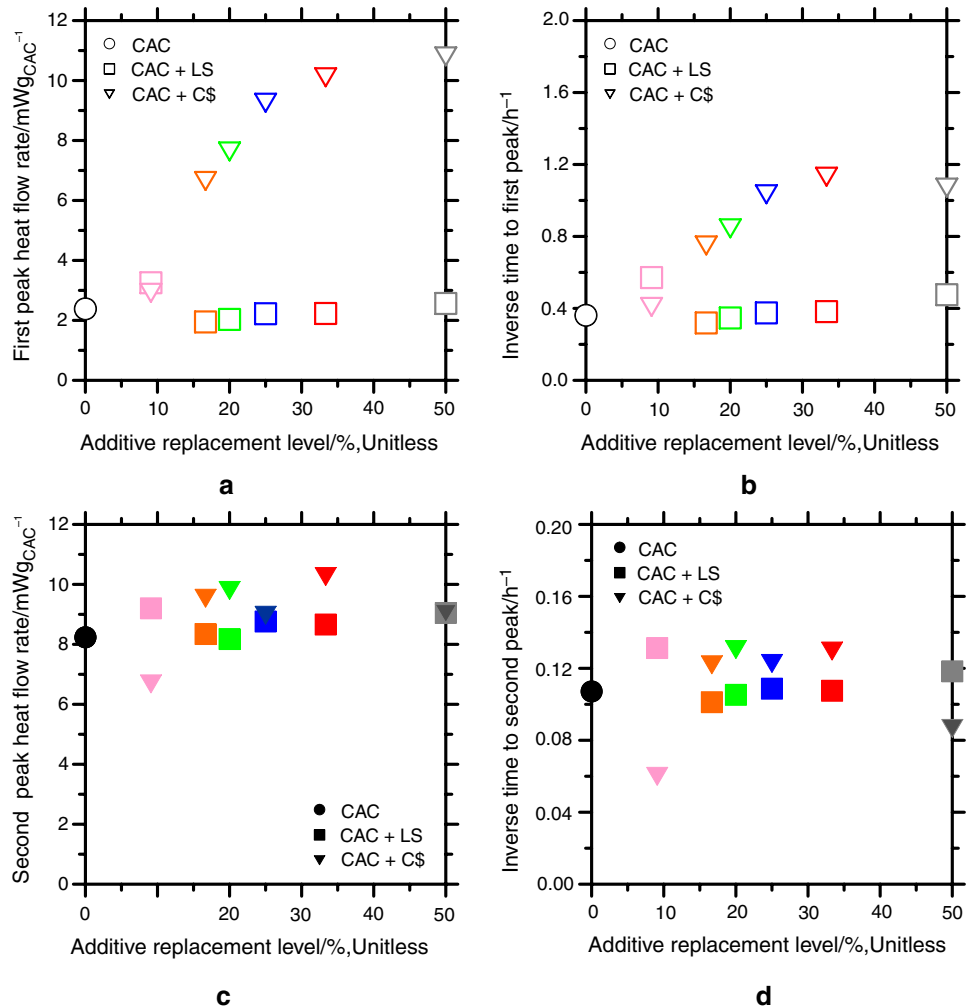 First peak heat flow rate/mWg_CAC⁻¹
12
10
8
6
4
2
0
CAC
CAC + LS
CAC + C$
0 10 20 30 40 50
Additive replacement level/%,Unitless
a
Inverse time to first peak/h⁻¹
2.0
1.6
1.2
0.8
0.4
0.0
CAC
CAC + LS
CAC + C$
0 10 20 30 40 50
Additive replacement level/%,Unitless
b
Second peak heat flow rate/mWg_CAC⁻¹
12
10
8
6
4
2
0
CAC
CAC + LS
CAC + C$
0 10 20 30 40 50
Additive replacement level/%,Unitless
c
Inverse time to second peak/h⁻¹
0.20
0.16
0.12
0.08
0.04
0.00
CAC
CAC + LS
CAC + C$
0 10 20 30 40 50
Additive replacement level/%,Unitless
d